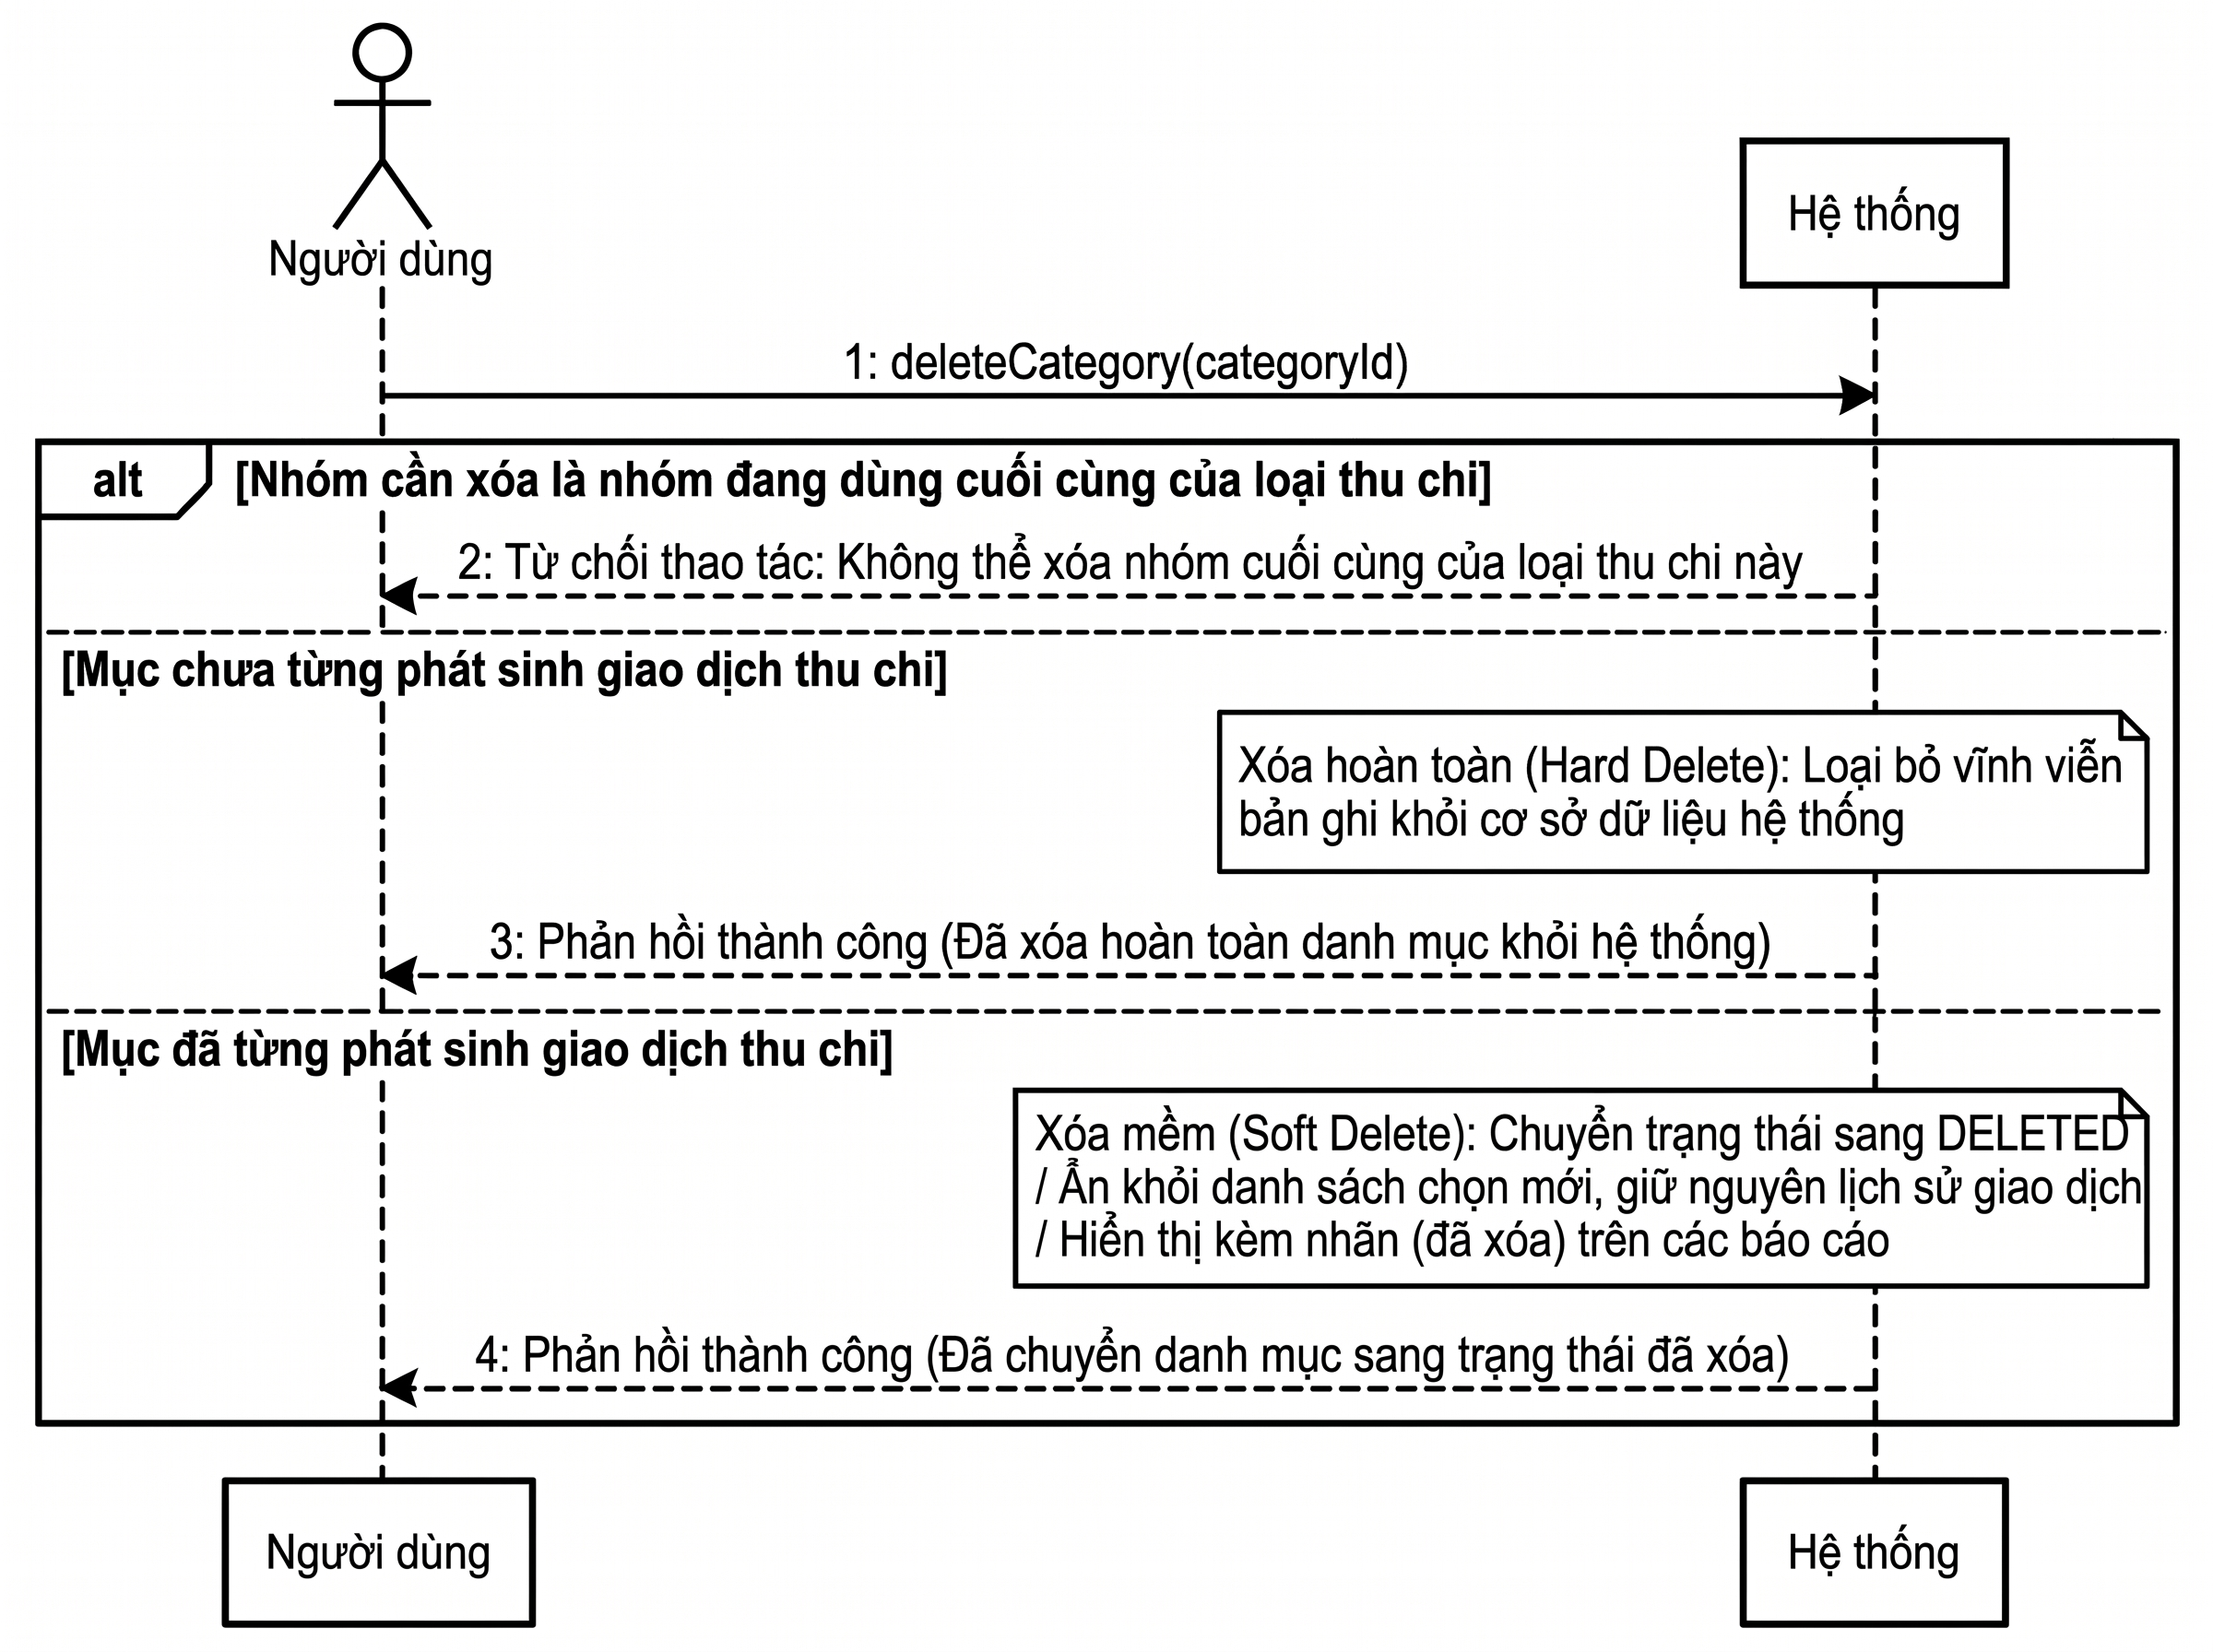 Người dùng
Hệ thống
1: deleteCategory(categoryId)
alt
[Nhóm cần xóa là nhóm đang dùng cuối cùng của loại thu chi]
2: Từ chối thao tác: Không thể xóa nhóm cuối cùng của loại thu chi này
[Mục chưa từng phát sinh giao dịch thu chi]
Xóa hoàn toàn (Hard Delete): Loại bỏ vĩnh viễn
bản ghi khỏi cơ sở dữ liệu hệ thống
3: Phản hồi thành công (Đã xóa hoàn toàn danh mục khỏi hệ thống)
[Mục đã từng phát sinh giao dịch thu chi]
Xóa mềm (Soft Delete): Chuyển trạng thái sang DELETED
/ Ẩn khỏi danh sách chọn mới, giữ nguyên lịch sử giao dịch
/ Hiển thị kèm nhãn (đã xóa) trên các báo cáo
4: Phản hồi thành công (Đã chuyển danh mục sang trạng thái đã xóa)
Người dùng
Hệ thống